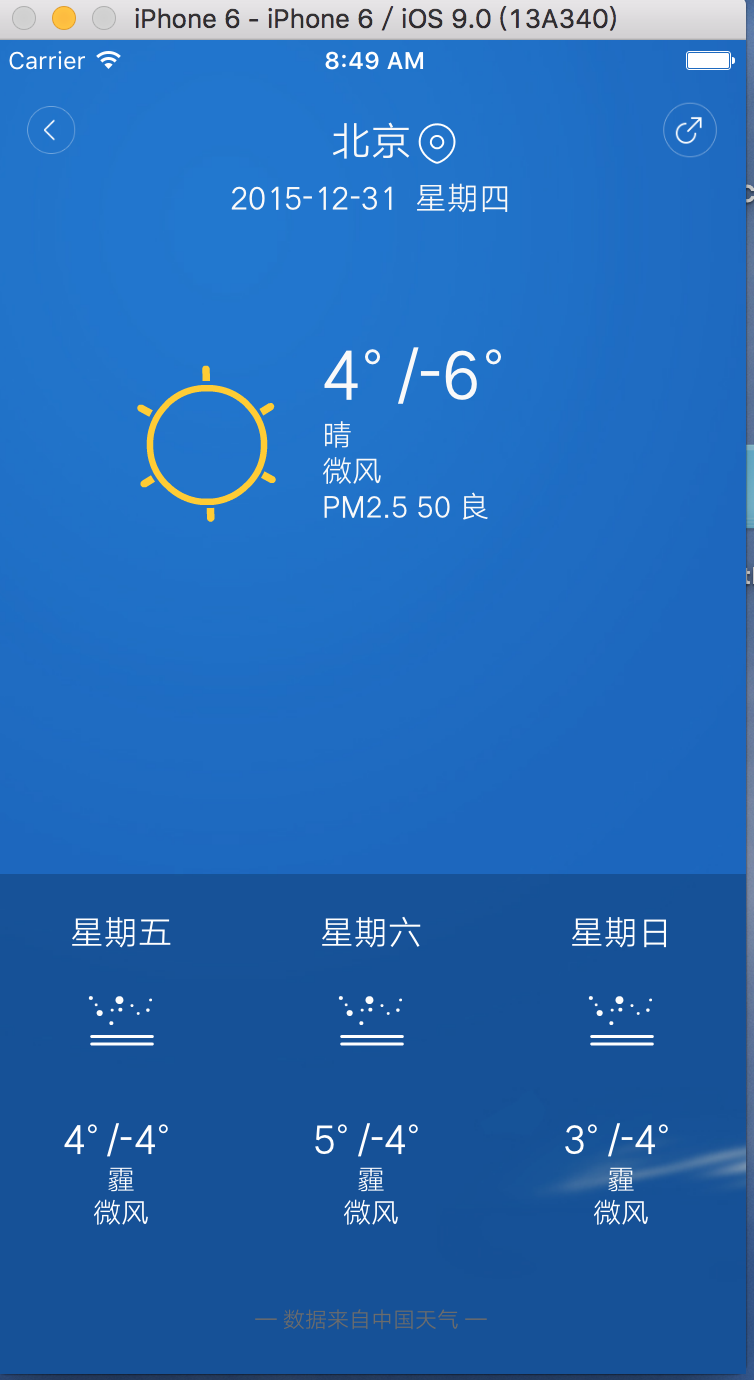 iPhone 6 - iPhone 6 / iOS 9.0 (13A340)
Carrier 8:49 AM
北京
2015-12-31 星期四
4° /-6°
晴
微风
PM2.5 50 良
星期五 星期六 星期日
4° /-4° 5° /-4° 3° /-4°
霾 霾 霾
微风 微风 微风
— 数据来自中国天气 —